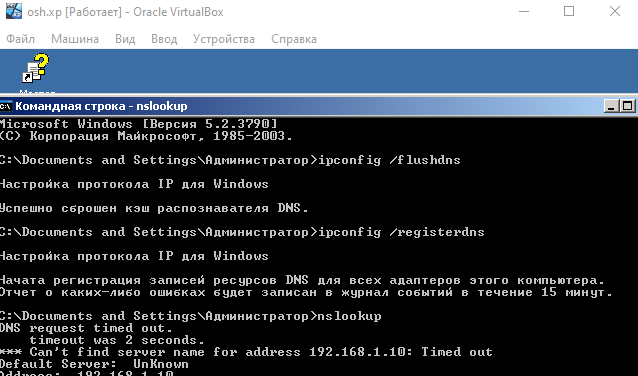 osh.xp [Работает] - Oracle VirtualBox
Файл Машина Вид Ввод Устройства Справка
Командная строка - nslookup
Microsoft Windows [Версия 5.2.3790]
(C) Корпорация Майкрософт, 1985-2003.
C:\Documents and Settings\Администратор>ipconfig /flushdns
Настройка протокола IP для Windows
Успешно сброшен кэш распознавателя DNS.
C:\Documents and Settings\Администратор>ipconfig /registerdns
Настройка протокола IP для Windows
Начата регистрация записей ресурсов DNS для всех адаптеров этого компьютера.
Отчет о каких-либо ошибках будет записан в журнал событий в течение 15 минут.
C:\Documents and Settings\Администратор>nslookup
DNS request timed out.
timeout was 2 seconds.
*** Can't find server name for address 192.168.1.10: Timed out
Default Server: UnKnown
Address: 192.168.1.10